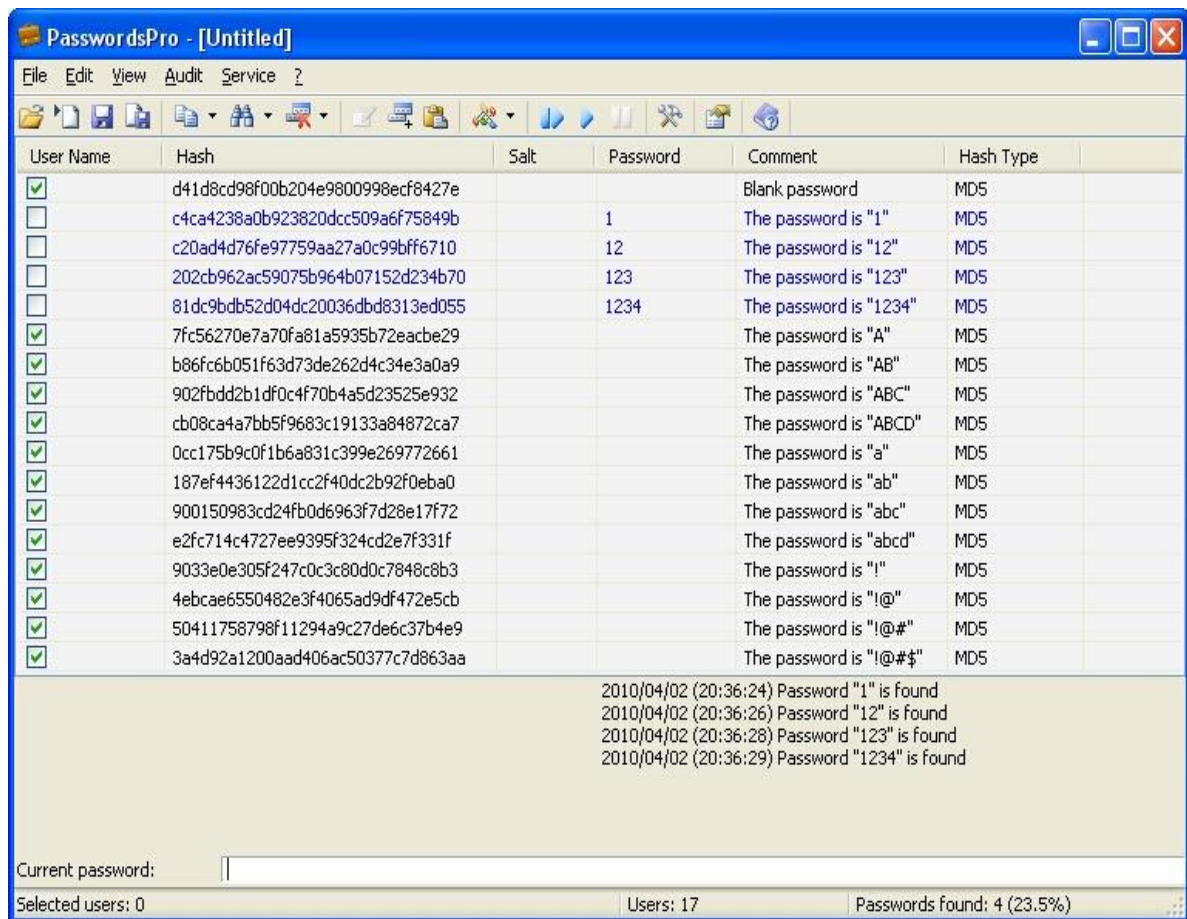 PasswordsPro - [Untitled]
File Edit View Audit Service ?
User Name Hash Salt Password Comment Hash Type
d41d8cd98f00b204e9800998ecf8427e Blank password MD5
c4ca4238a0b923820dcc509a6f75849b 1 The password is "1" MD5
c20ad4d76fe97759aa27a0c99bff6710 12 The password is "12" MD5
202cb962ac59075b964b07152d234b70 123 The password is "123" MD5
81dc9bdb52d04dc20036dbd8313ed055 1234 The password is "1234" MD5
7fc56270e7a70fa81a5935b72eacbe29 The password is "A" MD5
b86fc6b051f63d73de262d4c34e3a0a9 The password is "AB" MD5
902fbdd2b1df0c4f70b4a5d23525e932 The password is "ABC" MD5
cb08ca4a7bb5f9683c19133a84872ca7 The password is "ABCD" MD5
0cc175b9c0f1b6a831c399e269772661 The password is "a" MD5
187ef4436122d1cc2f40dc2b92f0eba0 The password is "ab" MD5
900150983cd24fb0d6963f7d28e17f72 The password is "abc" MD5
e2fc714c4727ee9395f324cd2e7f331f The password is "abcd" MD5
9033e0e305f247c0c3c80d0c7848c8b3 The password is "!" MD5
4ebcae6550482e3f4065ad9df472e5cb The password is "!@" MD5
50411758798f11294a9c27de6c37b4e9 The password is "!@#" MD5
3a4d92a1200aad406ac50377c7d863aa The password is "!@#$" MD5
2010/04/02 (20:36:24) Password "1" is found
2010/04/02 (20:36:26) Password "12" is found
2010/04/02 (20:36:28) Password "123" is found
2010/04/02 (20:36:29) Password "1234" is found
Current password:
Selected users: 0 Users: 17 Passwords found: 4 (23.5%)